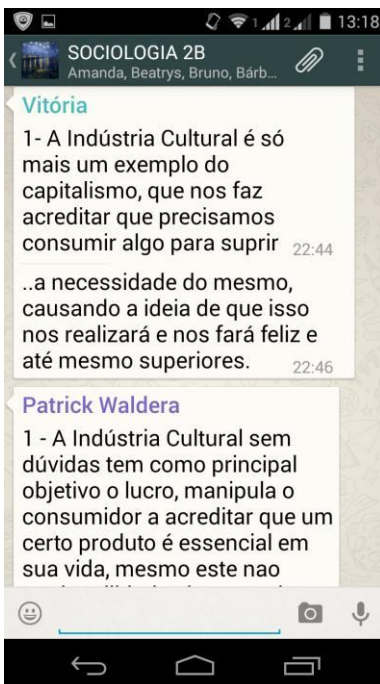 1 2 13:18
SOCIOLOGIA 2B
Amanda, Beatrys, Bruno, Bárb...
Vitória
1- A Indústria Cultural é só
mais um exemplo do
capitalismo, que nos faz
acreditar que precisamos
consumir algo para suprir 22:44
..a necessidade do mesmo,
causando a ideia de que isso
nos realizará e nos fará feliz e
até mesmo superiores. 22:46
Patrick Waldera
1 - A Indústria Cultural sem
dúvidas tem como principal
objetivo o lucro, manipula o
consumidor a acreditar que um
certo produto é essencial em
sua vida, mesmo este nao